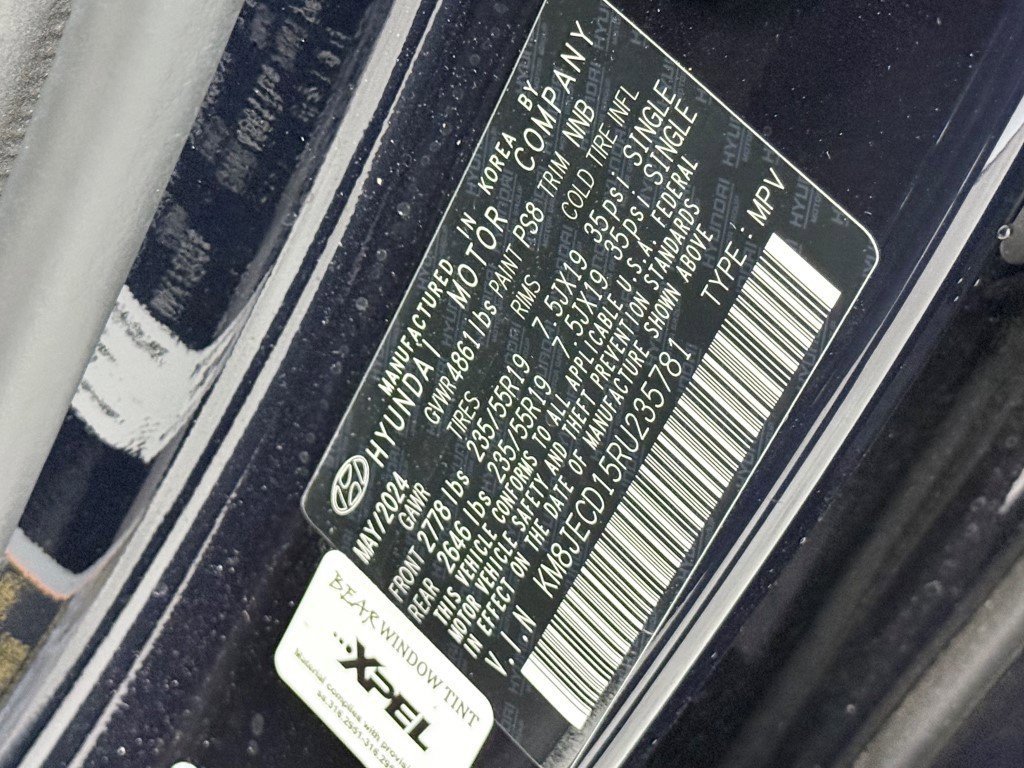 MANUFACTURED IN KOREA BY
HYUNDAI MOTOR COMPANY
MAY/2024 GVWR 4861 lbs PAINT PS8 TRIM NNB
GAWR TIRES RIMS COLD TIRE INFL
FRONT 2778 lbs 235/55R19 7.5JX19 35psi SINGLE
REAR 2646 lbs 235/55R19 7.5JX19 35psi SINGLE
THIS VEHICLE CONFORMS TO ALL APPLICABLE U.S.A. FEDERAL
MOTOR VEHICLE SAFETY AND THEFT PREVENTION STANDARDS
IN EFFECT ON THE DATE OF MANUFACTURE SHOWN ABOVE
V.I.N KM8JECD15RU235781 TYPE : MPV
BEAR WINDOW TINT
XPEL
Material complies with